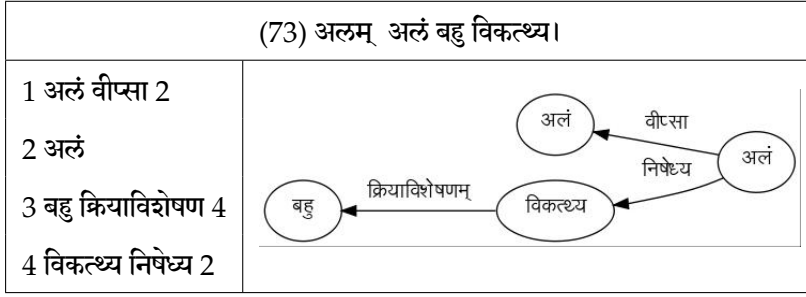 (73) अलम् अलं बहु विकत्थ्य।
1 अलं वीप्सा 2
2 अलं
3 बहु क्रियाविशेषण 4
4 विकत्थ्य निषेध्य 2
अलं
वीप्सा
अलं
निषेध्य
बहु
क्रियाविशेषणम्
विकत्थ्य